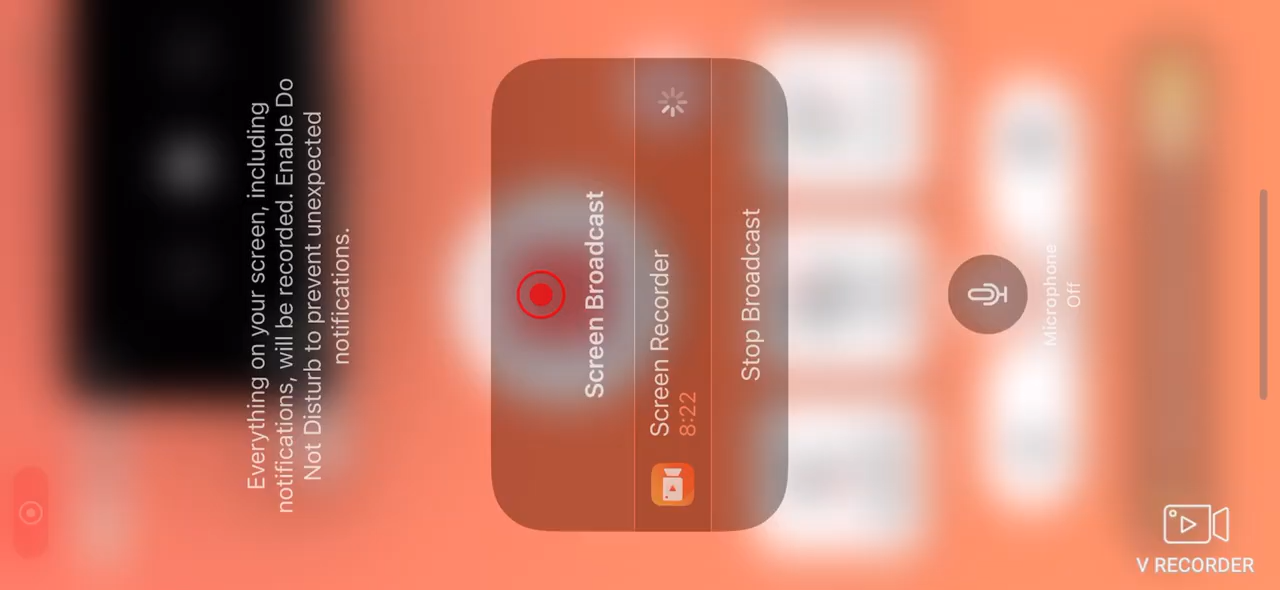 Everything on your screen, including
notifications, will be recorded. Enable Do
Not Disturb to prevent unexpected
notifications.
Screen Broadcast
Screen Recorder
8:22
Stop Broadcast
Microphone
Off
V RECORDER